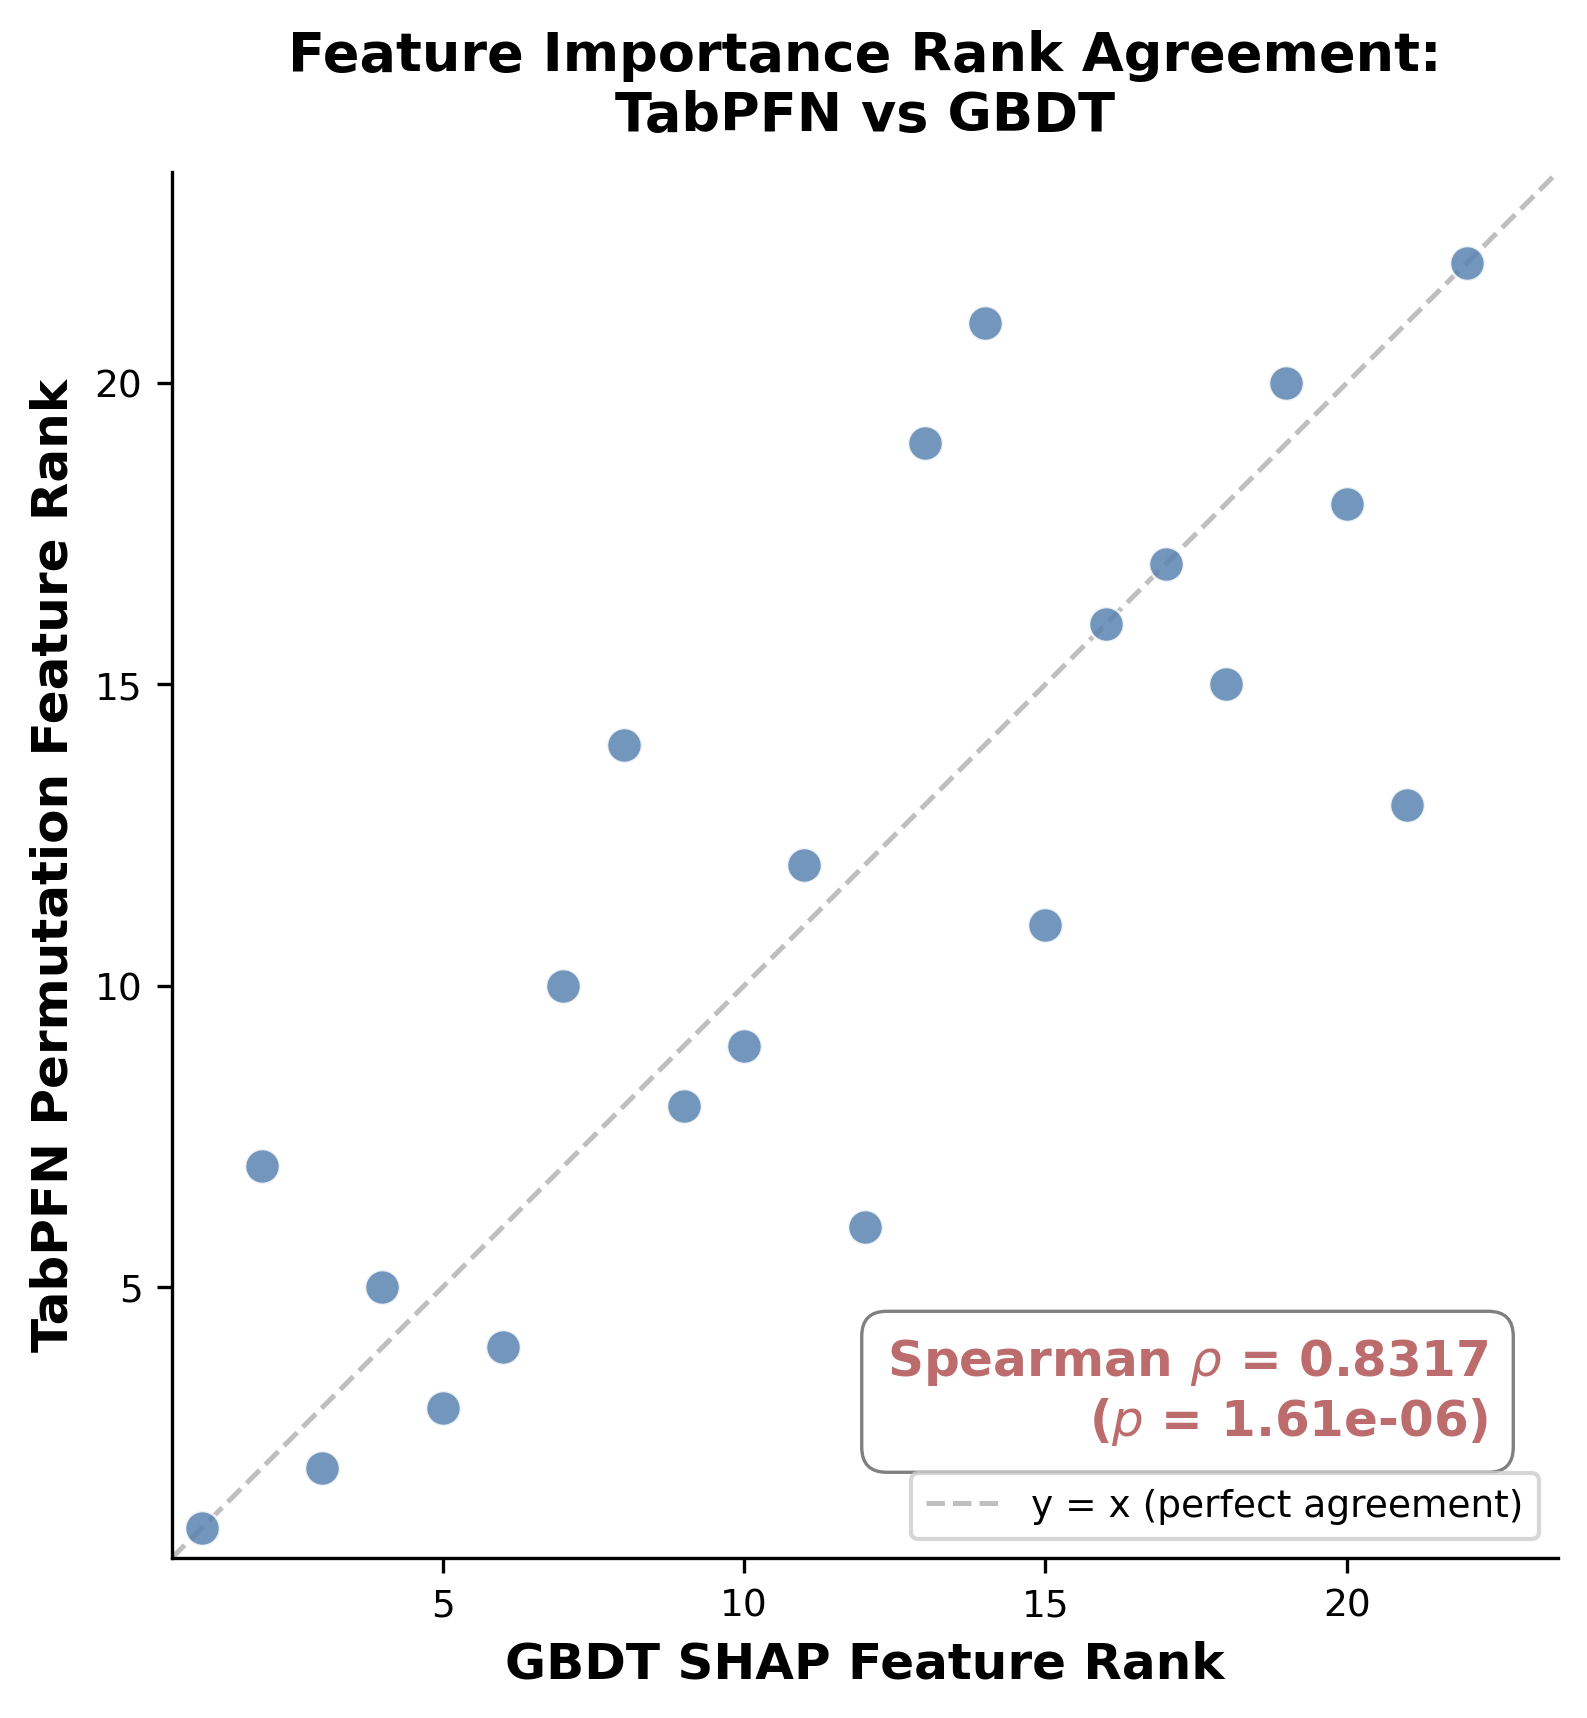 Feature Importance Rank Agreement:
TabPFN vs GBDT
TabPFN Permutation Feature Rank
20
15
10
5
Spearman ρ = 0.8317
(p = 1.61e-06)
y = x (perfect agreement)
5
10
15
20
GBDT SHAP Feature Rank